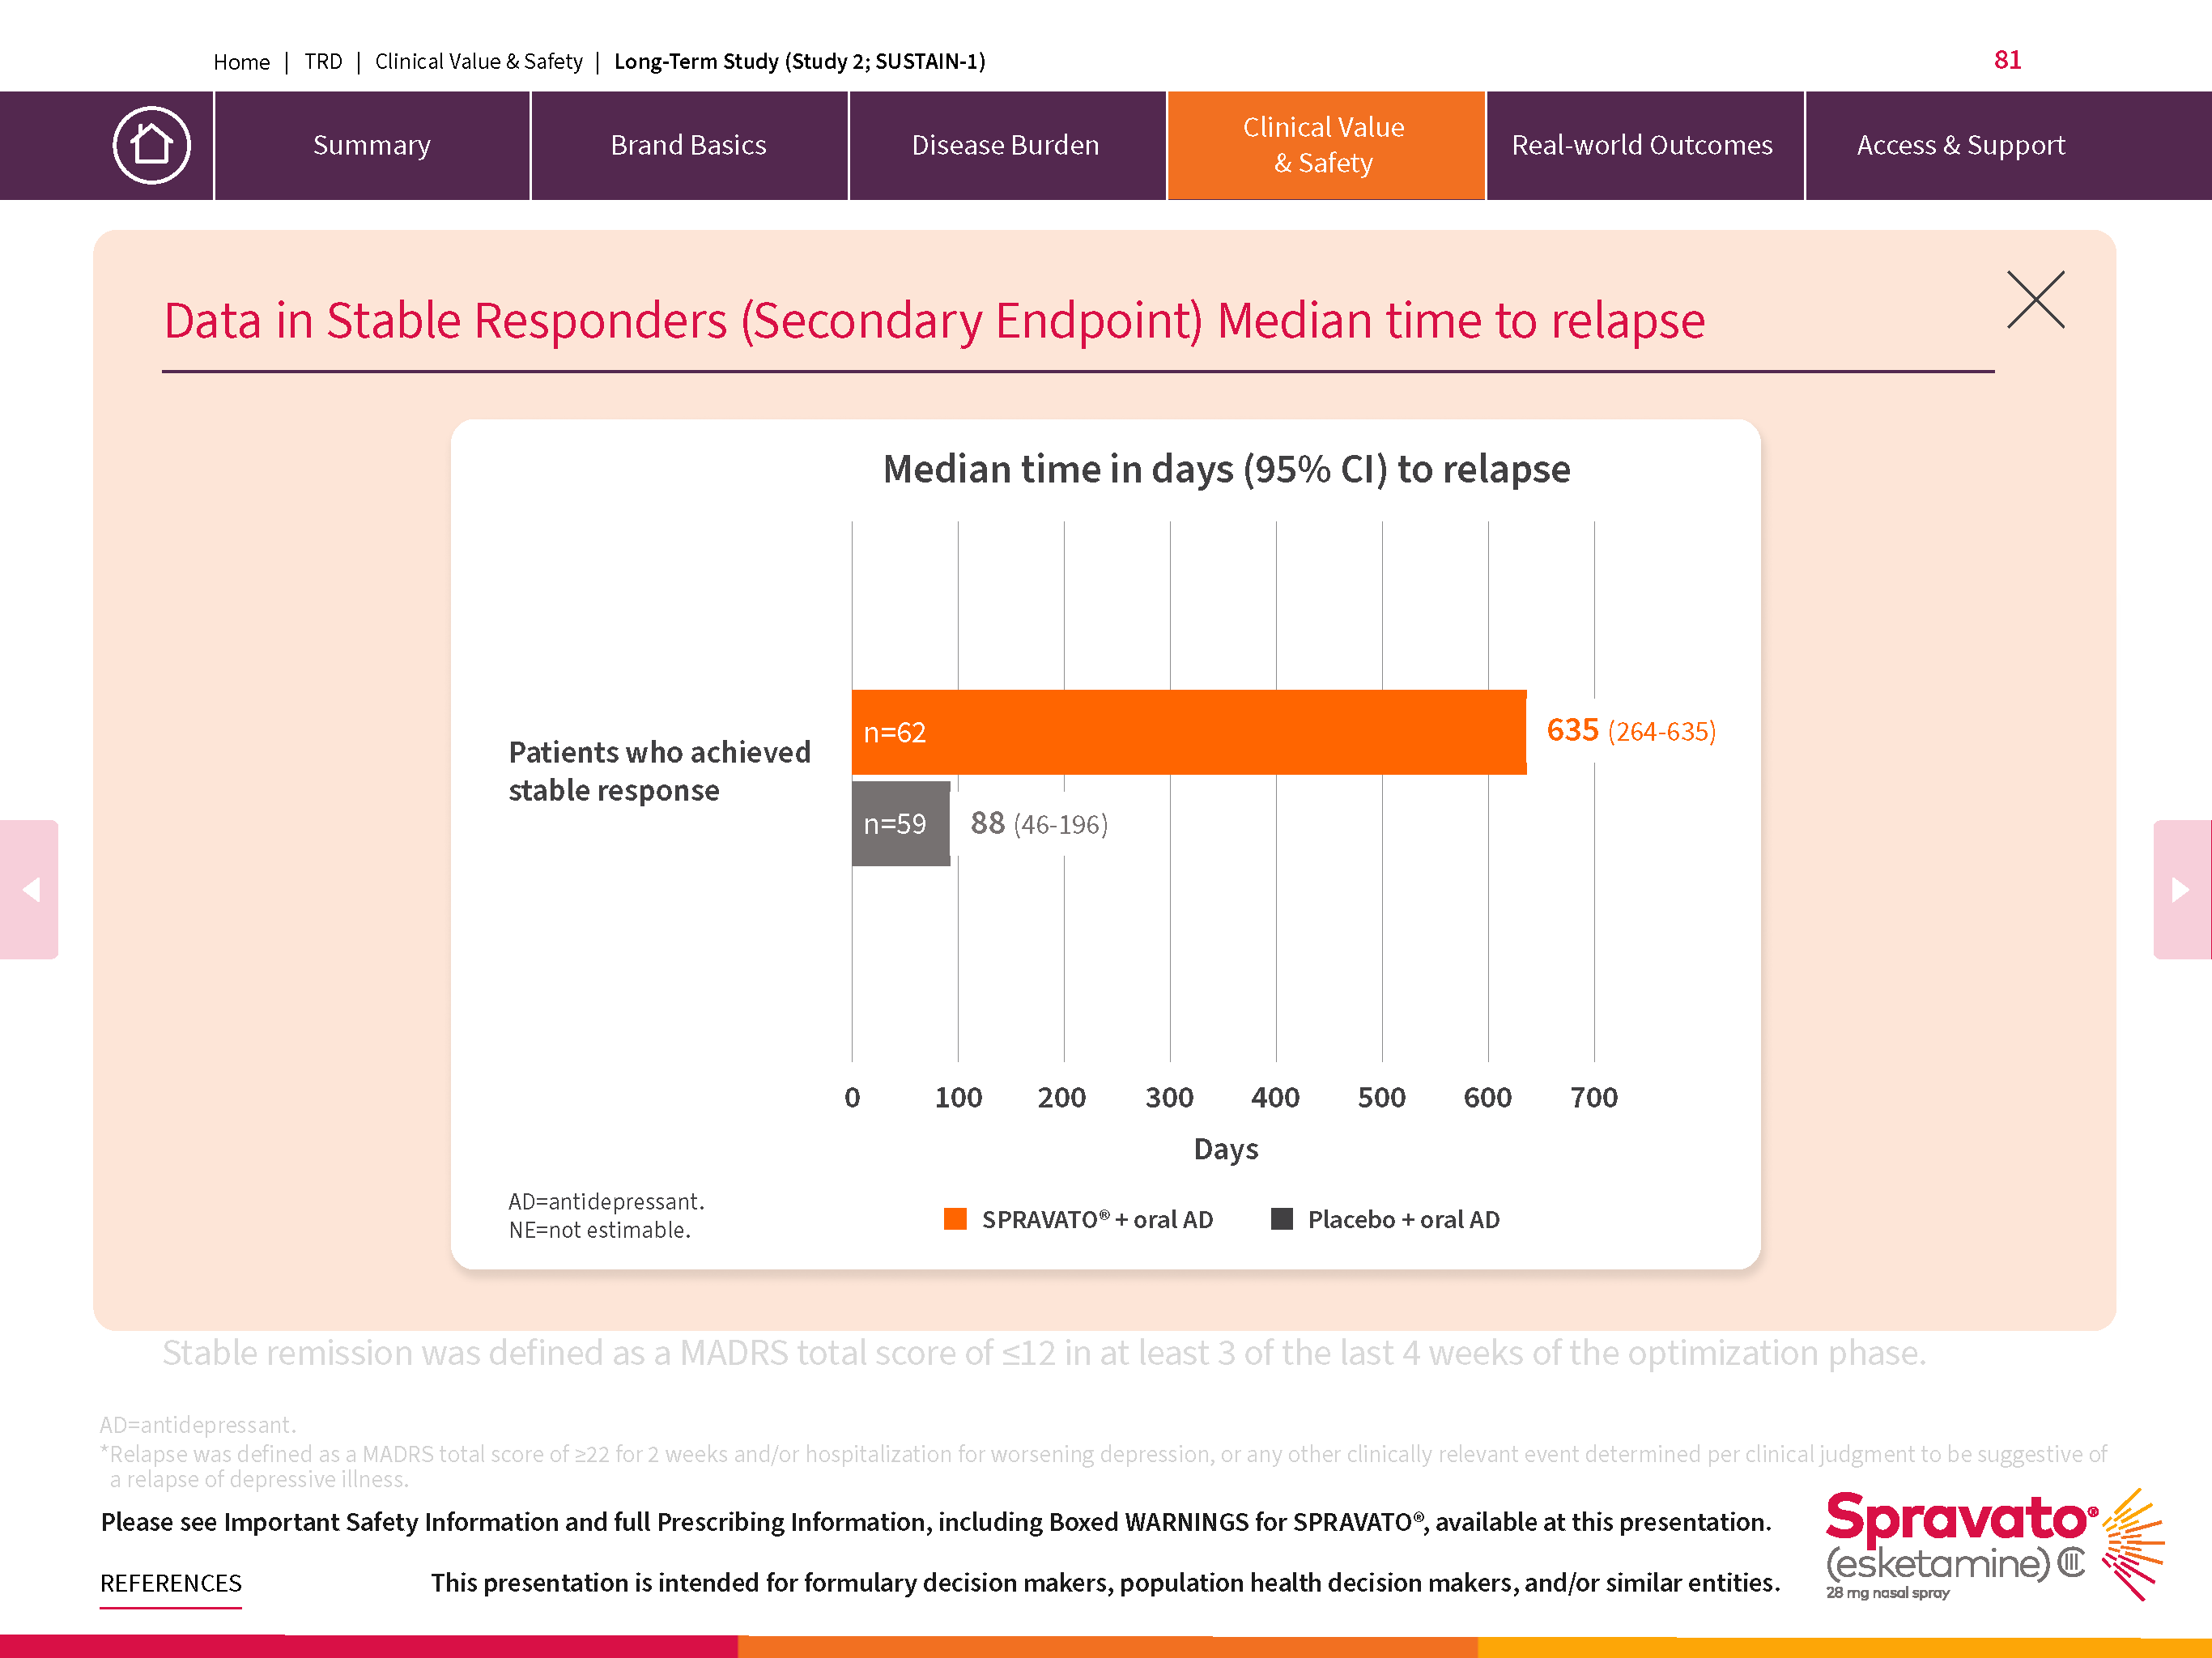 Home | TRD | Clinical Value & Safety | Long-Term Study (Study 2; SUSTAIN-1)
81
Summary
Brand Basics
Disease Burden
Clinical Value
& Safety
Real-world Outcomes
Access & Support
Data in Stable Responders (Secondary Endpoint) Median time to relapse
Median time in days (95% CI) to relapse
Patients who achieved
stable response
n=62
635 (264-635)
n=59
88 (46-196)
0 100 200 300 400 500 600 700
Days
AD=antidepressant.
NE=not estimable.
SPRAVATO® + oral AD
Placebo + oral AD
Stable remission was defined as a MADRS total score of ≤12 in at least 3 of the last 4 weeks of the optimization phase.
AD=antidepressant.
*Relapse was defined as a MADRS total score of ≥22 for 2 weeks and/or hospitalization for worsening depression, or any other clinically relevant event determined per clinical judgment to be suggestive of
a relapse of depressive illness.
Please see Important Safety Information and full Prescribing Information, including Boxed WARNINGS for SPRAVATO®, available at this presentation.
REFERENCES
This presentation is intended for formulary decision makers, population health decision makers, and/or similar entities.
Spravato®
(esketamine) CIII
28 mg nasal spray